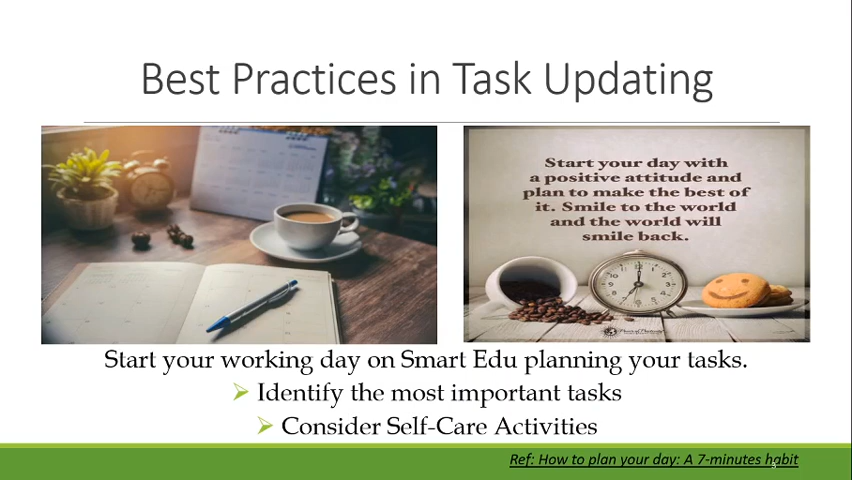 Best Practices in Task Updating
Start your day with
a positive attitude and
plan to make the best of
it. Smile to the world
and the world will
smile back.
Start your working day on Smart Edu planning your tasks.
Identify the most important tasks
Consider Self-Care Activities
Ref: How to plan your day: A 7-minutes habit